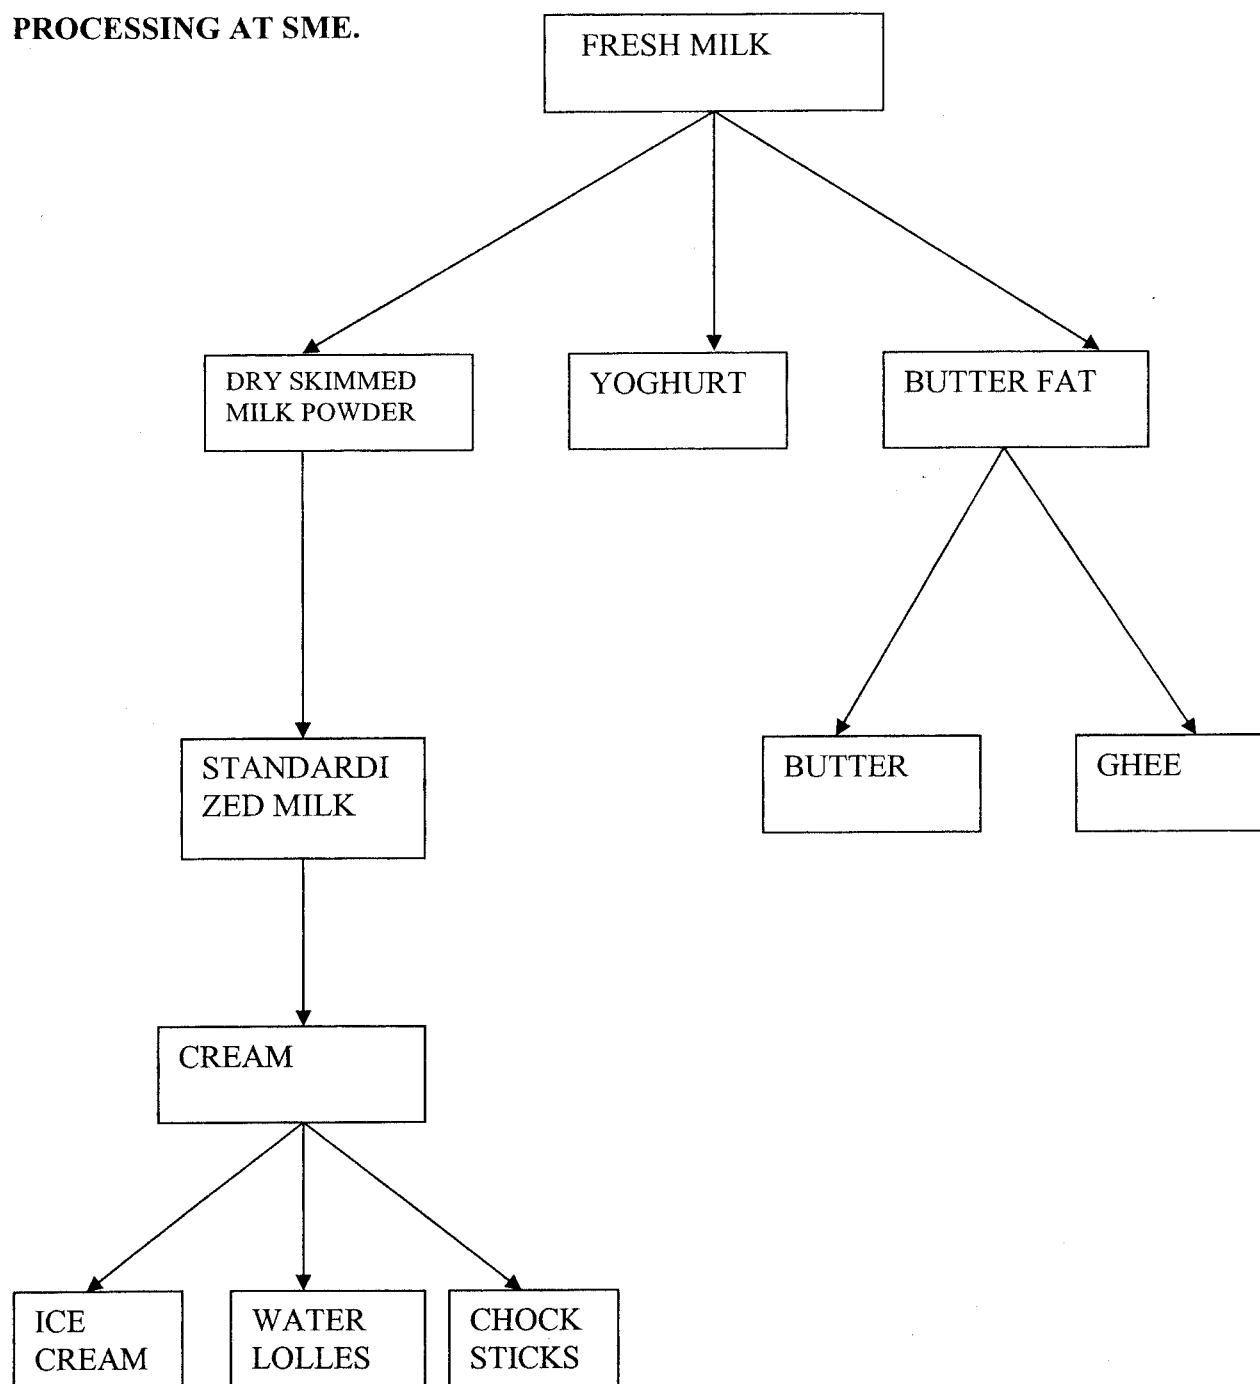 PROCESSING AT SME.
FRESH MILK
DRY SKIMMED
MILK POWDER
YOGHURT
BUTTER FAT
STANDARDI
ZED MILK
BUTTER
GHEE
CREAM
ICE
CREAM
WATER
LOLLES
CHOCK
STICKS